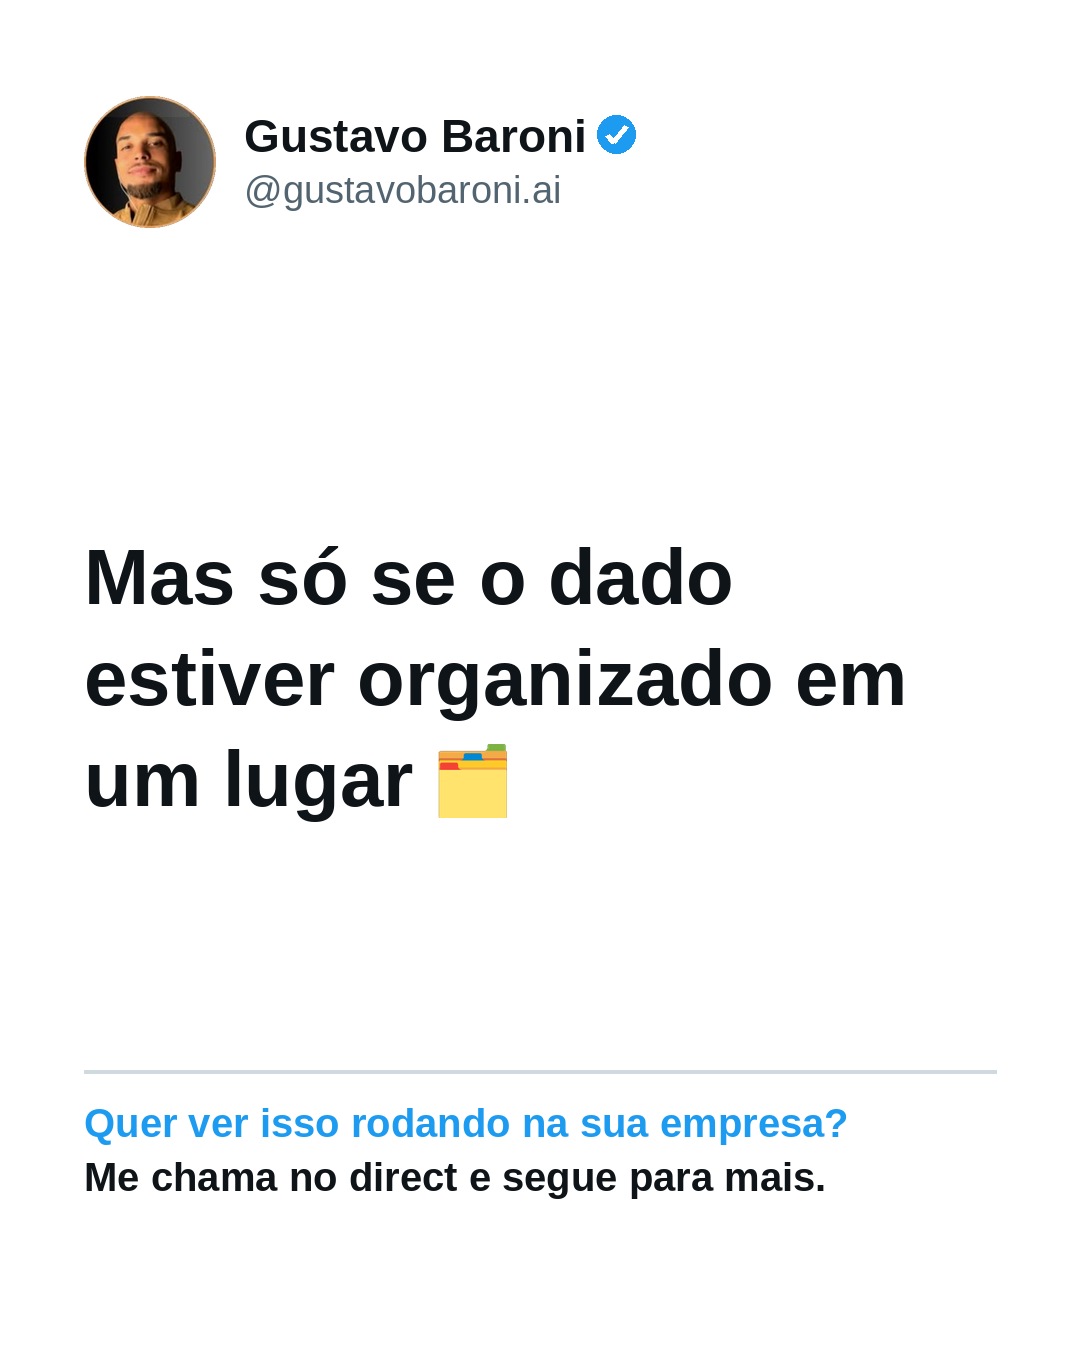 Gustavo Baroni
@gustavobaroni.ai
Mas só se o dado
estiver organizado em
um lugar 🗂️
Quer ver isso rodando na sua empresa?
Me chama no direct e segue para mais.